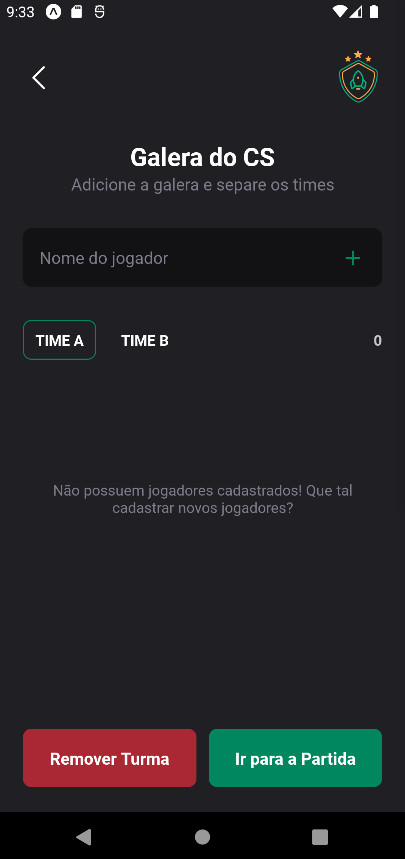 9:33
Galera do CS
Adicione a galera e separe os times
Nome do jogador
TIME A TIME B 0
Não possuem jogadores cadastrados! Que tal
cadastrar novos jogadores?
Remover Turma Ir para a Partida